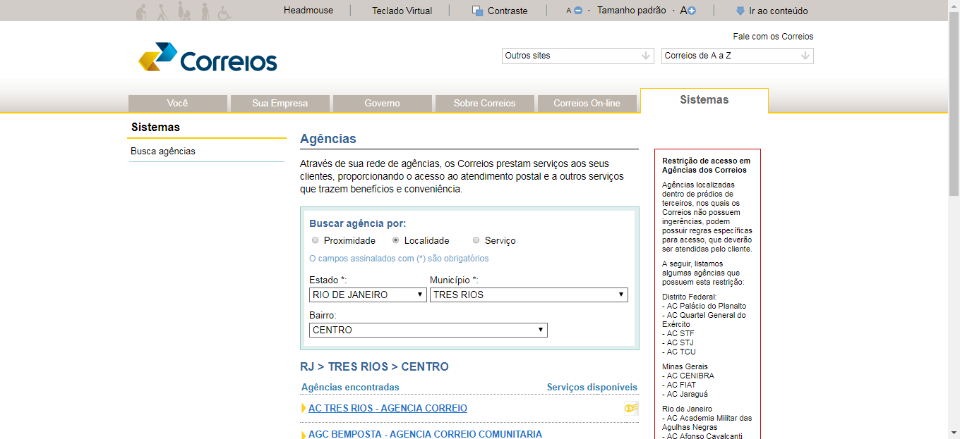 Headmouse
Teclado Virtual
Contraste
A
Tamanho padrão
A
Ir ao conteúdo
Fale com os Correios
Correios
Outros sites
Correios de A a Z
Você
Sua Empresa
Governo
Sobre Correios
Correios On-line
Sistemas
Sistemas
Busca agências
Agências
Através de sua rede de agências, os Correios prestam serviços aos seus
clientes, proporcionando o acesso ao atendimento postal e a outros serviços
que trazem benefícios e conveniência.
Buscar agência por:
Proximidade
Localidade
Serviço
O campos assinalados com (*) são obrigatórios
Estado *:
Município *:
RIO DE JANEIRO
TRES RIOS
Bairro:
CENTRO
RJ > TRES RIOS > CENTRO
Agências encontradas
Serviços disponíveis
AC TRES RIOS - AGENCIA CORREIO
AGC BEMPOSTA - AGENCIA CORREIO COMUNITARIA
Restrição de acesso em
Agências dos Correios
Agências localizadas
dentro de prédios de
terceiros, nos quais os
Correios não possuem
ingerências, podem
possuir regras específicas
para acesso, que deverão
ser atendidas pelo cliente.
A seguir, listamos
algumas agências que
possuem esta restrição:
Distrito Federal:
- AC Palácio do Planalto
- AC Quartel General do
Exército
- AC STF
- AC STJ
- AC TCU
Minas Gerais
- AC CENIBRA
- AC FIAT
- AC Jaraguá
Rio de Janeiro
- AC Academia Militar das
Agulhas Negras
- AC Afonso Cavalcanti